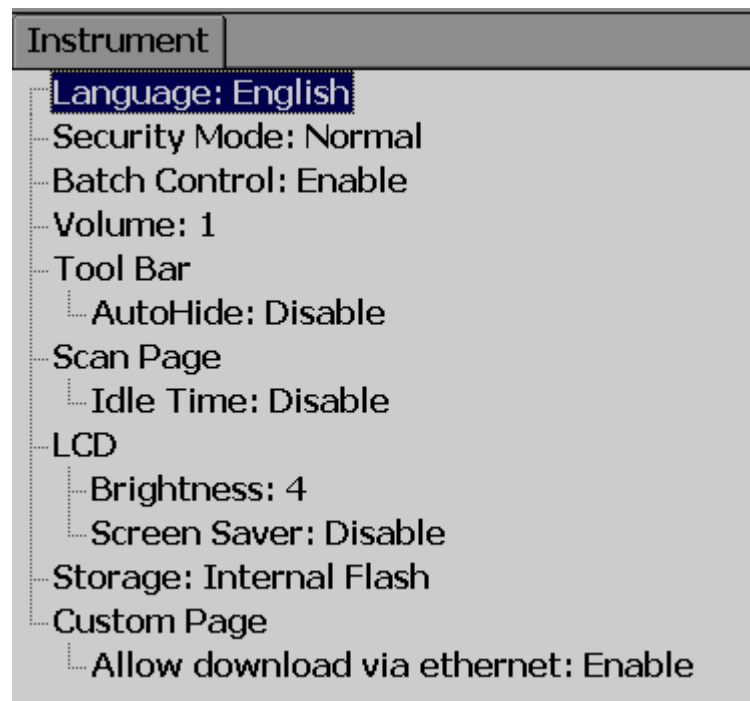 Instrument
Language: English
Security Mode: Normal
Batch Control: Enable
Volume: 1
Tool Bar
AutoHide: Disable
Scan Page
Idle Time: Disable
LCD
Brightness: 4
Screen Saver: Disable
Storage: Internal Flash
Custom Page
Allow download via ethernet: Enable